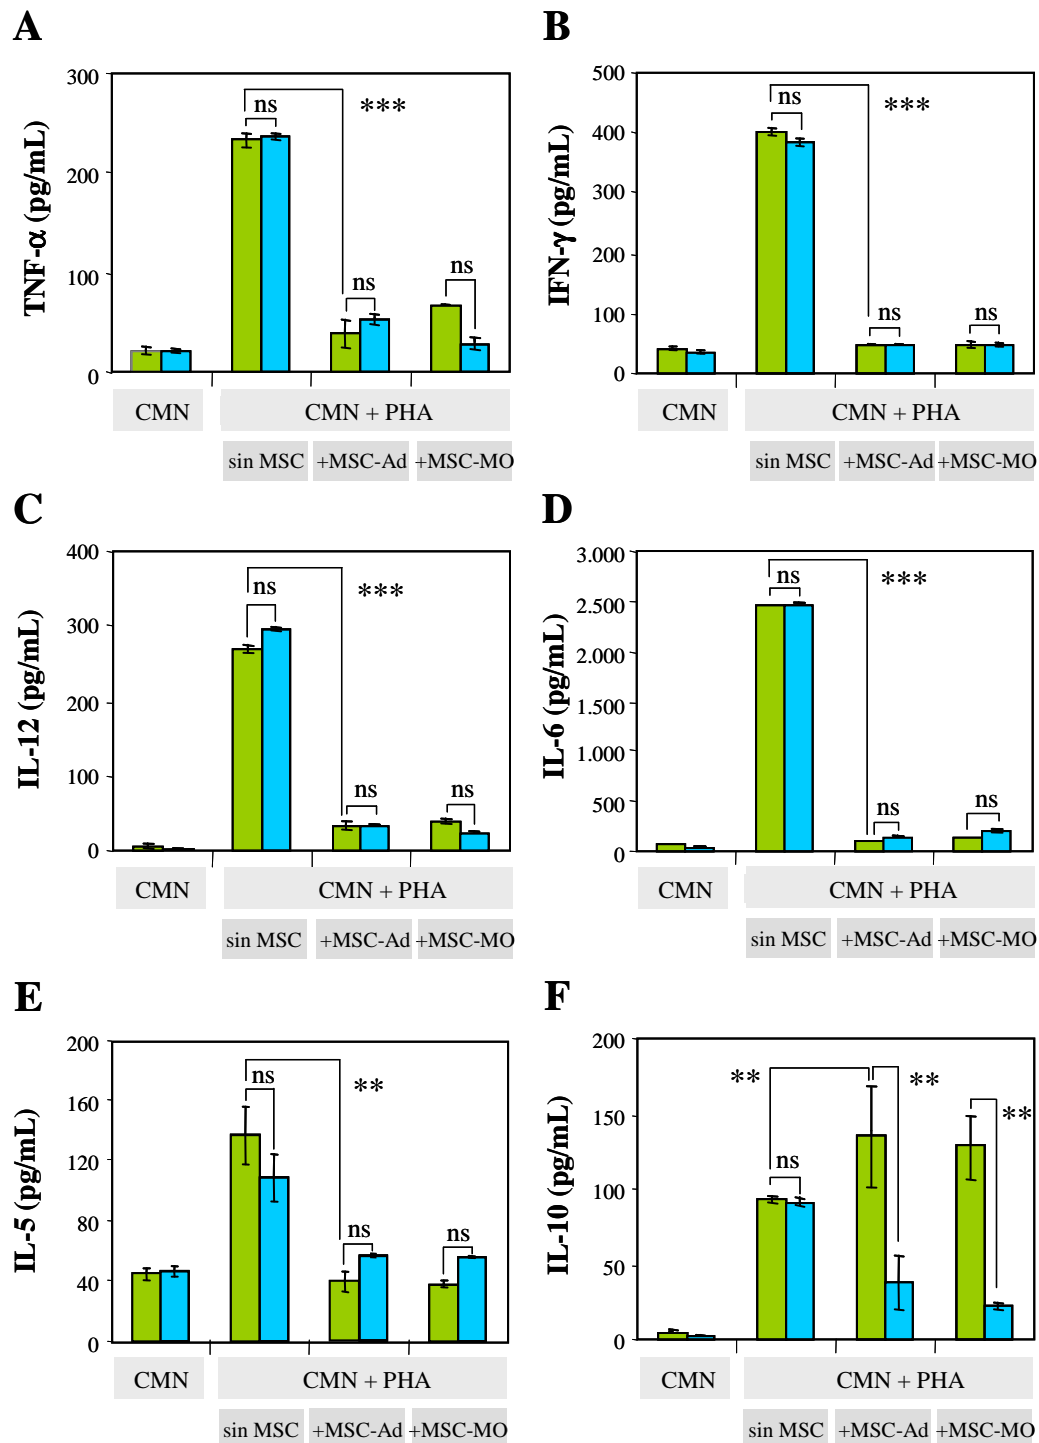 A
TNF-α (pg/mL)
300
200
100
0
ns
***
ns
ns
CMN
CMN + PHA
sin MSC
+MSC-Ad
+MSC-MO
B
IFN-γ (pg/mL)
500
400
300
200
100
0
ns
***
ns
ns
CMN
CMN + PHA
sin MSC
+MSC-Ad
+MSC-MO
C
IL-12 (pg/mL)
400
300
200
100
0
ns
***
ns
ns
CMN
CMN + PHA
sin MSC
+MSC-Ad
+MSC-MO
D
IL-6 (pg/mL)
3.000
2.500
2.000
1.500
1.000
500
0
ns
***
ns
ns
CMN
CMN + PHA
sin MSC
+MSC-Ad
+MSC-MO
E
IL-5 (pg/mL)
200
160
120
80
40
0
ns
**
ns
ns
CMN
CMN + PHA
sin MSC
+MSC-Ad
+MSC-MO
F
IL-10 (pg/mL)
200
150
100
50
0
**
ns
**
**
CMN
CMN + PHA
sin MSC
+MSC-Ad
+MSC-MO